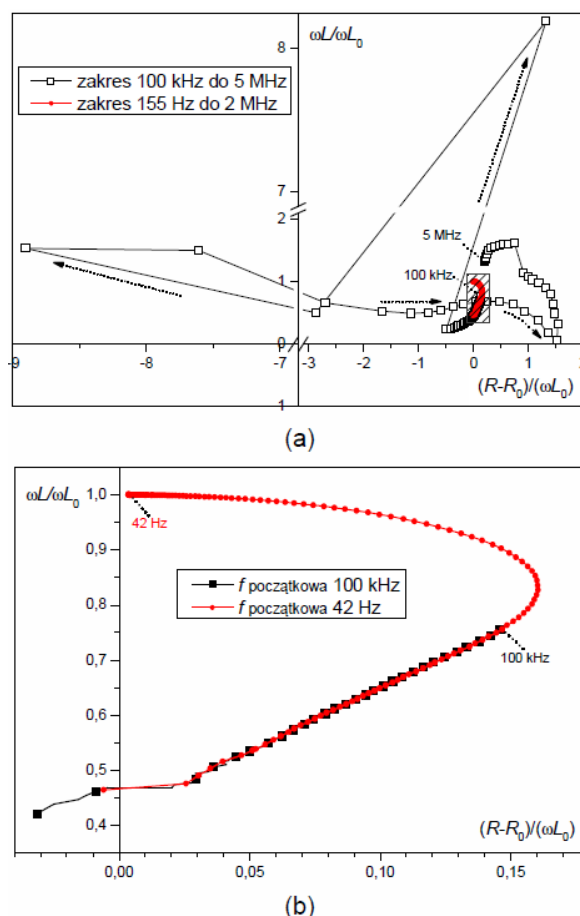 ωL/ωL0
8
zakres 100 kHz do 5 MHz
zakres 155 Hz do 2 MHz
7
2
5 MHz
100 kHz
1
0
-9 -8 -7 -3 -2 -1 0 1 2
1
(R-R0)/(ωL0)
(a)
ωL/ωL0
1,0
42 Hz
0,9
f początkowa 100 kHz
f początkowa 42 Hz
0,8
100 kHz
0,7
0,6
0,5
0,4
(R-R0)/(ωL0)
0,00 0,05 0,10 0,15
(b)